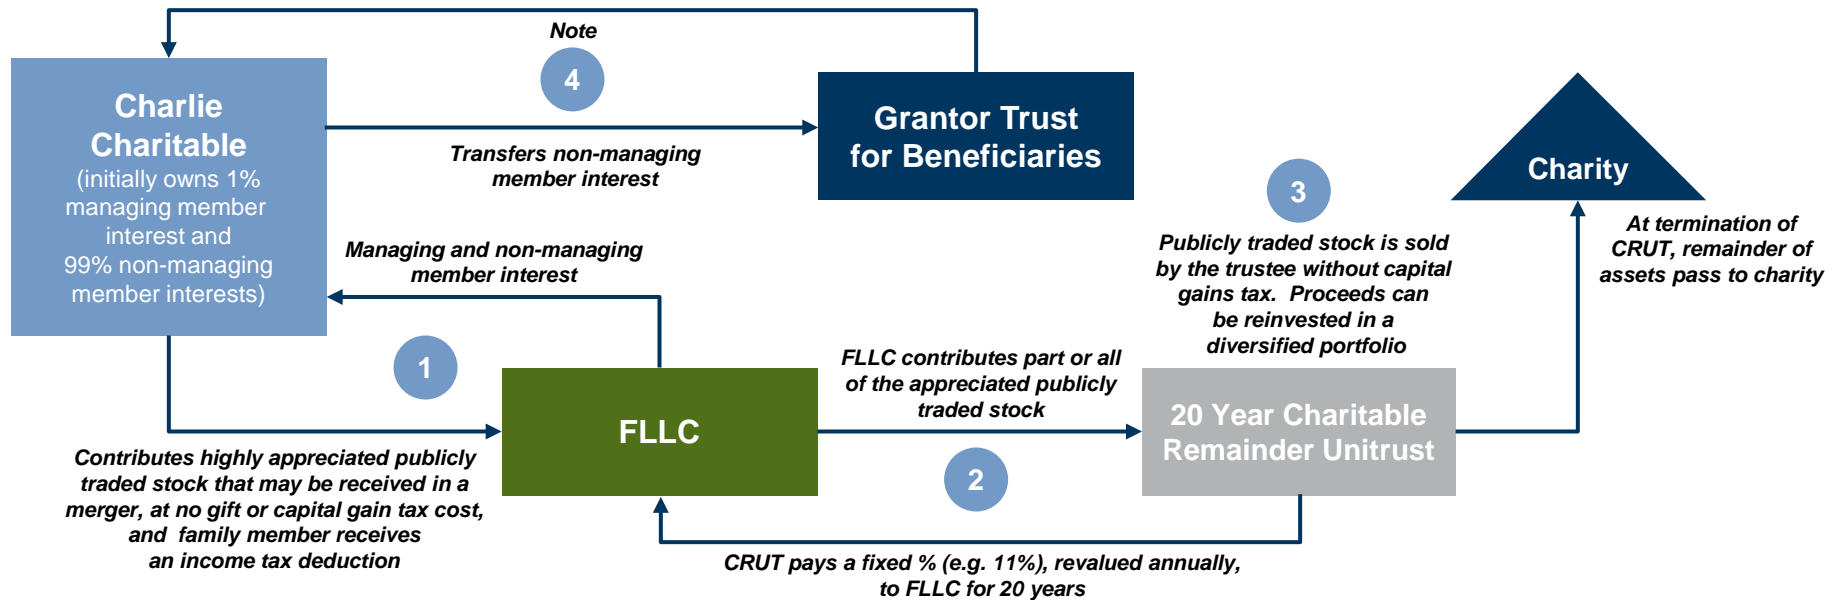 Note
4
Charlie
Charitable
(initially owns 1%
managing member
interest and
99% non-managing
member interests)
Transfers non-managing
member interest
Grantor Trust
for Beneficiaries
Managing and non-managing
member interest
1
Contributes highly appreciated publicly
traded stock that may be received in a
merger, at no gift or capital gain tax cost,
and family member receives
an income tax deduction
FLLC
FLLC contributes part or all
of the appreciated publicly
traded stock
2
3
Publicly traded stock is sold
by the trustee without capital
gains tax. Proceeds can
be reinvested in a
diversified portfolio
20 Year Charitable
Remainder Unitrust
Charity
At termination of
CRUT, remainder of
assets pass to charity
CRUT pays a fixed % (e.g. 11%), revalued annually,
to FLLC for 20 years